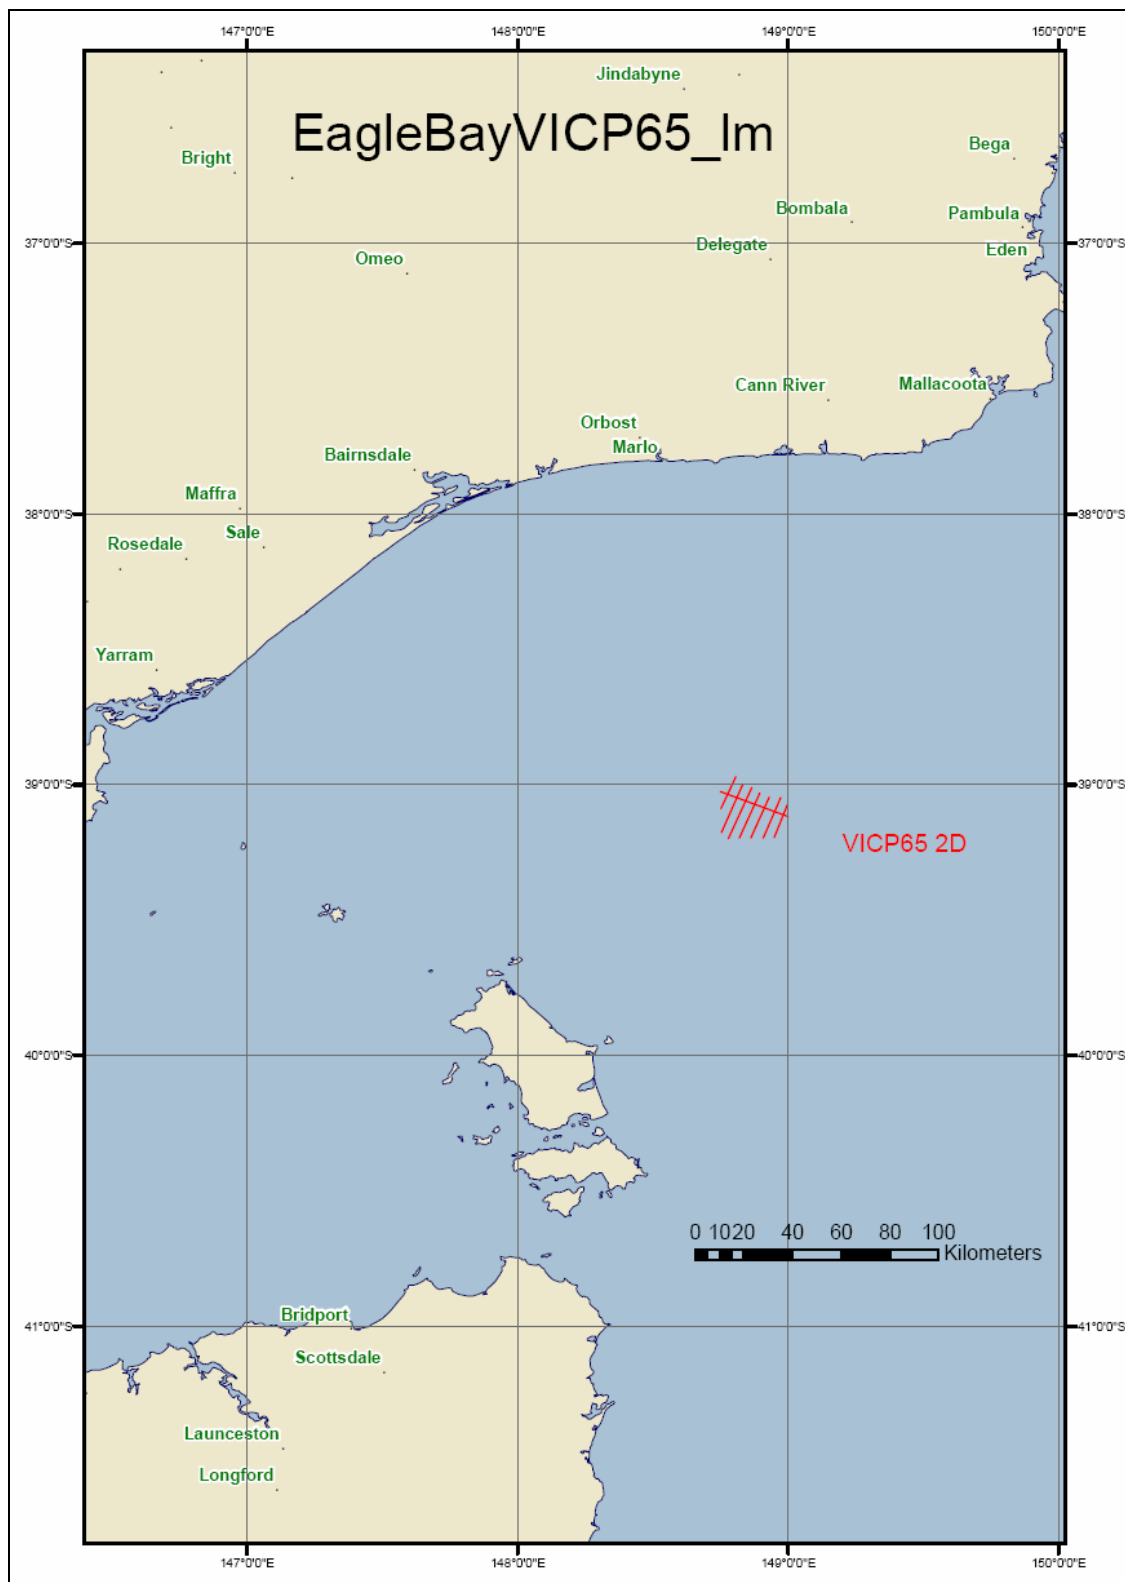 147°0'0"E 148°0'0"E 149°0'0"E 150°0'0"E
Jindabyne
EagleBayVICP65_Im
Bega
Bright
Bombala
Pambula
37°0'0"S Delegate 37°0'0"S
Eden
Omeo
Cann River
Mallacoota
Orbost
Marlo
Bairnsdale
Maffra
38°0'0"S 38°0'0"S
Sale
Rosedale
Yarram
39°0'0"S 39°0'0"S
VICP65 2D
40°0'0"S 40°0'0"S
0 10 20 40 60 80 100
Kilometers
Bridport
41°0'0"S 41°0'0"S
Scottsdale
Launceston
Longford
147°0'0"E 148°0'0"E 149°0'0"E 150°0'0"E